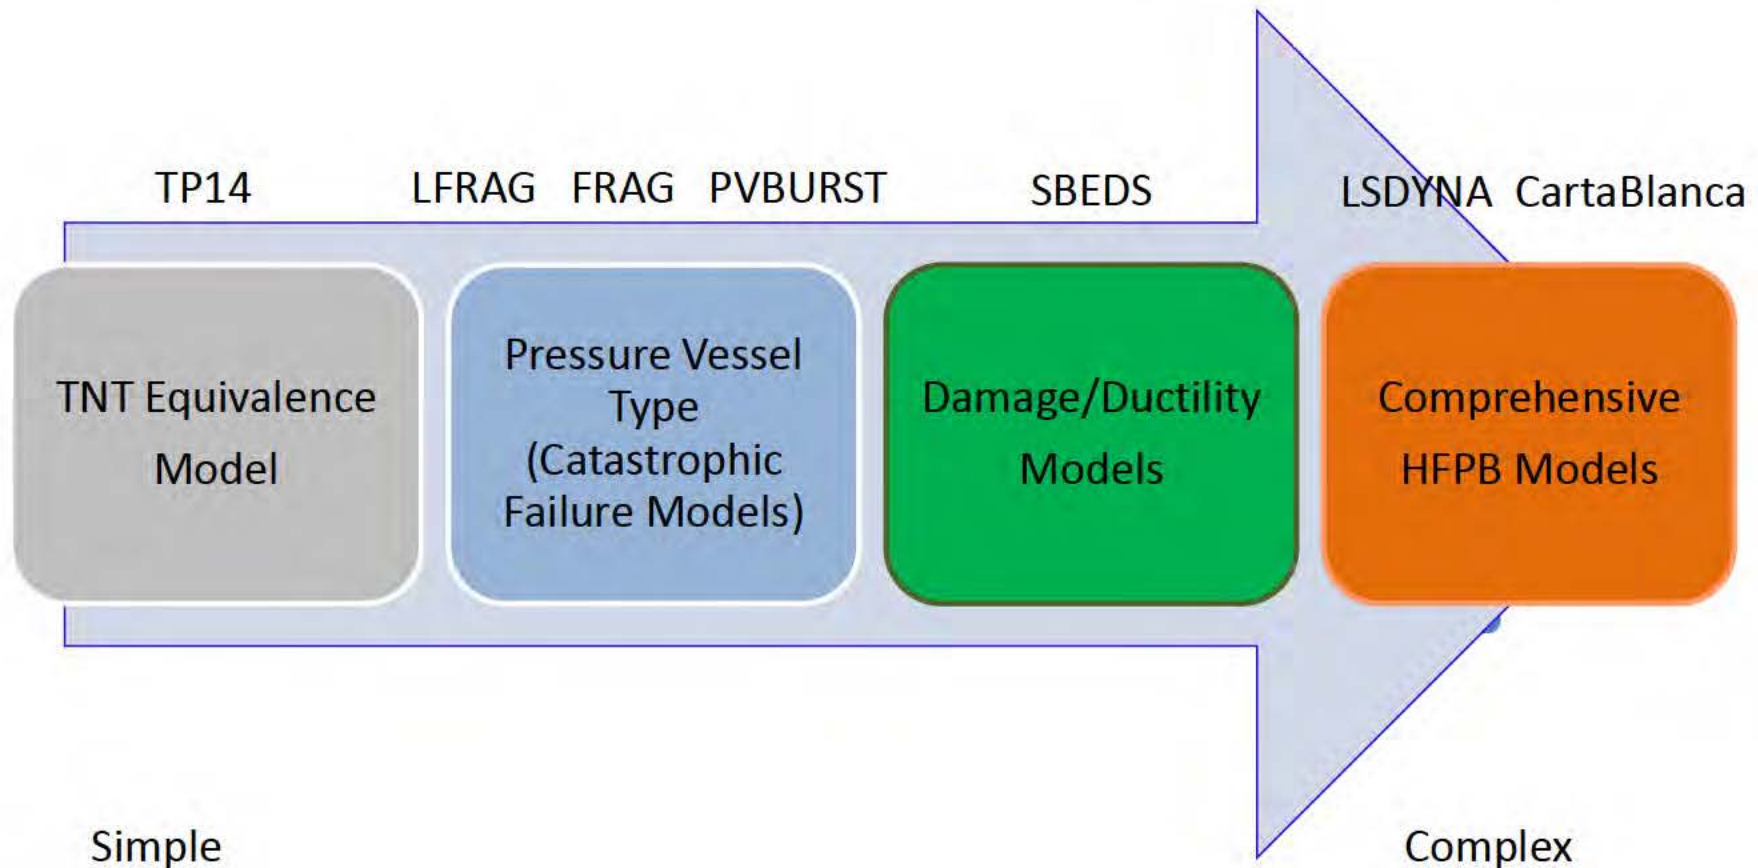 TP14 LFRAG FRAG PVBURST SBEDS LSDYNA CartaBlanca
TNT Equivalence
Model
Pressure Vessel
Type
(Catastrophic
Failure Models)
Damage/Ductility
Models
Comprehensive
HFPB Models
Simple
Complex